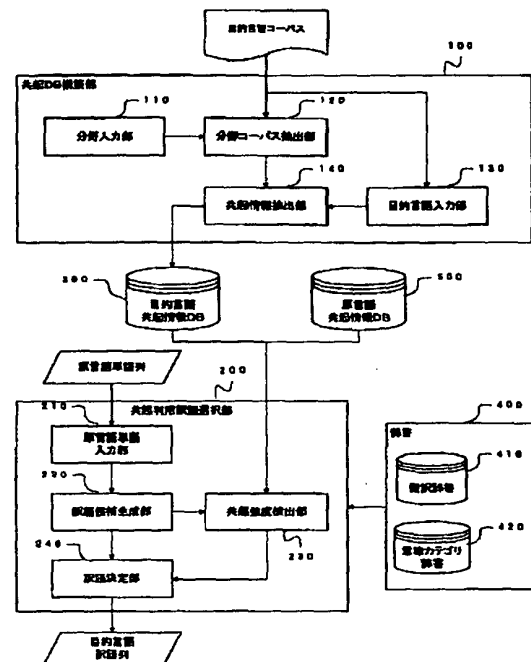 目的言語コーパス
100
共起DB構築部
110
120
分野入力部
分野コーパス抽出部
140
130
共起情報抽出部
目的言語入力部
300
500
目的言語
共起情報DB
原言語
共起情報DB
原言語単語列
200
共起利用訳語選択部
210
400
原言語単語
入力部
辞書
410
220
対訳辞書
訳語候補生成部
共起強度検出部
420
240
230
意味カテゴリ
辞書
訳語決定部
目的言語
訳語列